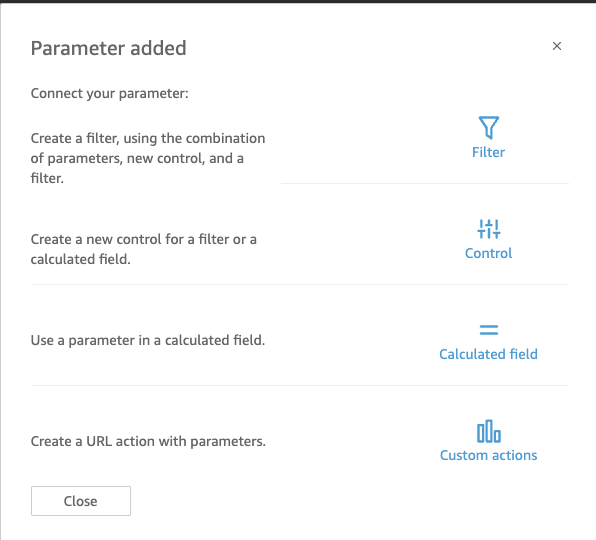 Parameter added
Connect your parameter:
Create a filter, using the combination
of parameters, new control, and a
filter.
Filter
Create a new control for a filter or a
calculated field.
Control
Use a parameter in a calculated field.
Calculated field
Create a URL action with parameters.
Custom actions
Close